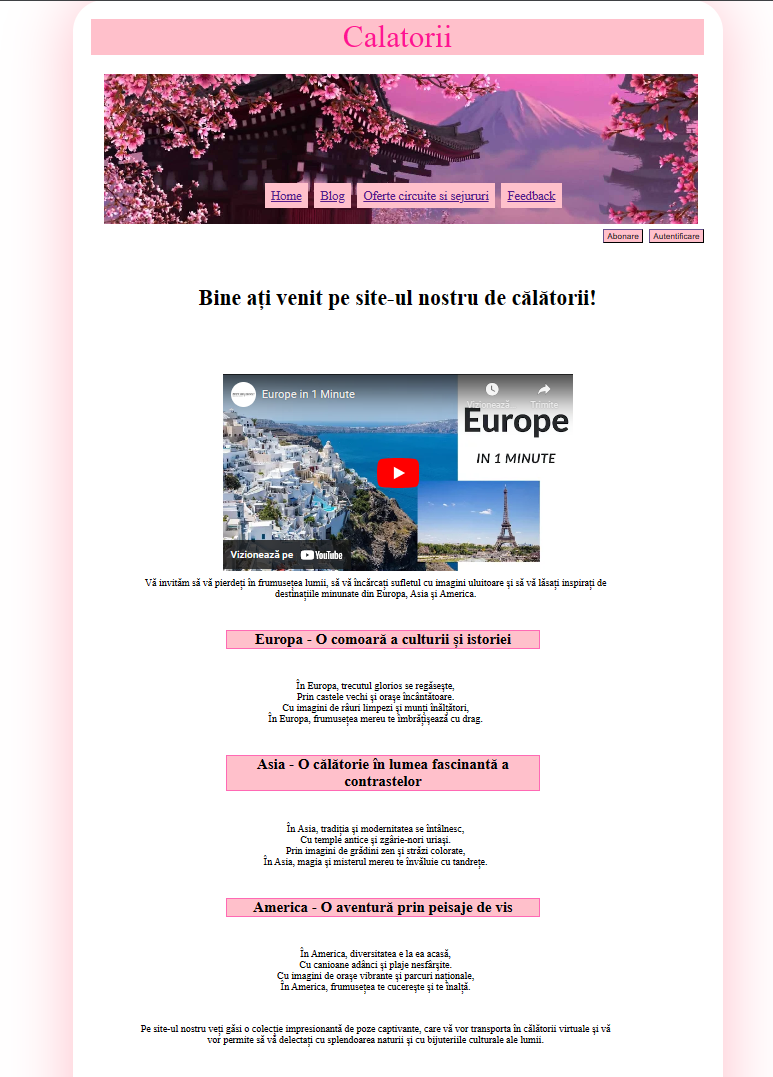 Calatorii
Home Blog Oferte circuite si sejururi Feedback
Abonare Autentificare
Bine ați venit pe site-ul nostru de călătorii!
Europe in 1 Minute
Vizionează Trimite
Europe
IN 1 MINUTE
Vizionează pe YouTube
Vă invităm să vă pierdeți în frumusețea lumii, să vă încărcați sufletul cu imagini uluitoare și să vă lăsați inspirați de
destinațiile minunate din Europa, Asia și America.
Europa - O comoară a culturii și istoriei
În Europa, trecutul glorios se regăsește,
Prin castele vechi și orașe încântătoare.
Cu imagini de râuri limpezi și munți înălțători,
În Europa, frumusețea mereu te îmbrățișează cu drag.
Asia - O călătorie în lumea fascinantă a
contrastelor
În Asia, tradiția și modernitatea se întâlnesc,
Cu temple antice și zgârie-nori uriași.
Prin imagini de grădini zen și străzi colorate,
În Asia, magia și misterul mereu te învăluie cu tandrețe.
America - O aventură prin peisaje de vis
În America, diversitatea e la ea acasă,
Cu canioane adânci și plaje nesfârșite.
Cu imagini de orașe vibrante și parcuri naționale,
În America, frumusețea te cucerește și te înalță.
Pe site-ul nostru veți găsi o colecție impresionantă de poze captivante, care vă vor transporta în călătorii virtuale și vă
vor permite să vă delectați cu splendoarea naturii și cu bijuteriile culturale ale lumii.